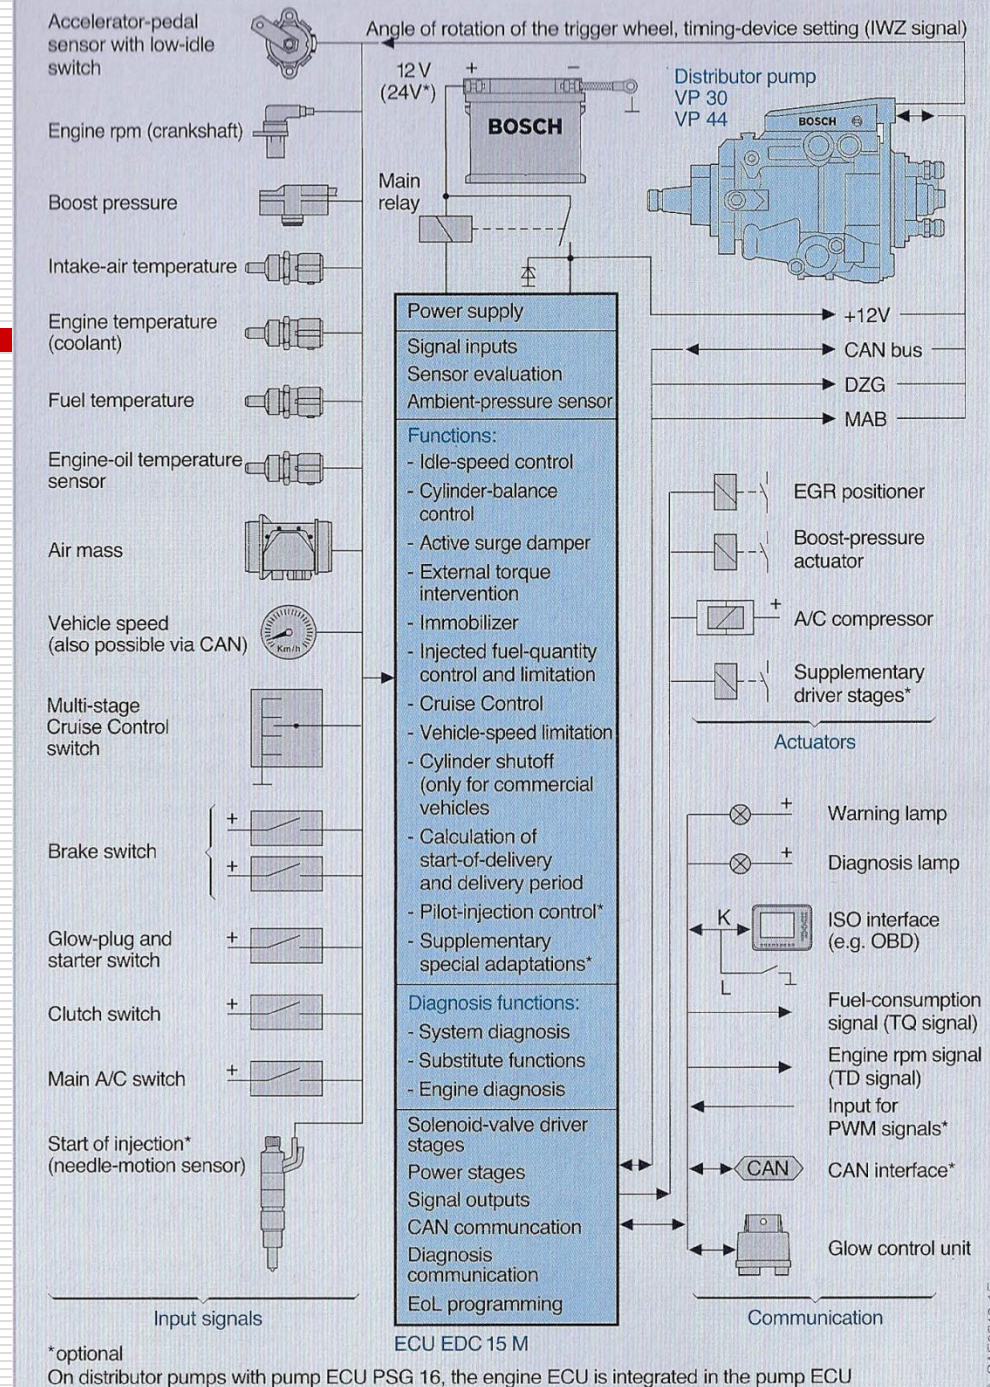 Accelerator-pedal
sensor with low-idle
switch
Engine rpm (crankshaft)
Boost pressure
Intake-air temperature
Engine temperature
(coolant)
Fuel temperature
Engine-oil temperature
sensor
Air mass
Vehicle speed
(also possible via CAN)
Km/h
Multi-stage
Cruise Control
switch
Brake switch
+
+
Glow-plug and
starter switch
+
Clutch switch
+
Main A/C switch
+
Start of injection*
(needle-motion sensor)
Input signals
Angle of rotation of the trigger wheel, timing-device setting (IWZ signal)
12 V
(24V*)
+
–
BOSCH
Main
relay
Distributor pump
VP 30
VP 44
BOSCH
Power supply
Signal inputs
Sensor evaluation
Ambient-pressure sensor
Functions:
- Idle-speed control
- Cylinder-balance
control
- Active surge damper
- External torque
intervention
- Immobilizer
- Injected fuel-quantity
control and limitation
- Cruise Control
- Vehicle-speed limitation
- Cylinder shutoff
(only for commercial
vehicles
- Calculation of
start-of-delivery
and delivery period
- Pilot-injection control*
- Supplementary
special adaptations*
Diagnosis functions:
- System diagnosis
- Substitute functions
- Engine diagnosis
Solenoid-valve driver
stages
Power stages
Signal outputs
CAN communcation
Diagnosis
communication
EoL programming
ECU EDC 15 M
+12V
CAN bus
DZG
MAB
EGR positioner
Boost-pressure
actuator
+
A/C compressor
Supplementary
driver stages*
Actuators
+
Warning lamp
+
Diagnosis lamp
K
L
ISO interface
(e.g. OBD)
Fuel-consumption
signal (TQ signal)
Engine rpm signal
(TD signal)
Input for
PWM signals*
CAN
CAN interface*
Glow control unit
Communication
*optional
On distributor pumps with pump ECU PSG 16, the engine ECU is integrated in the pump ECU